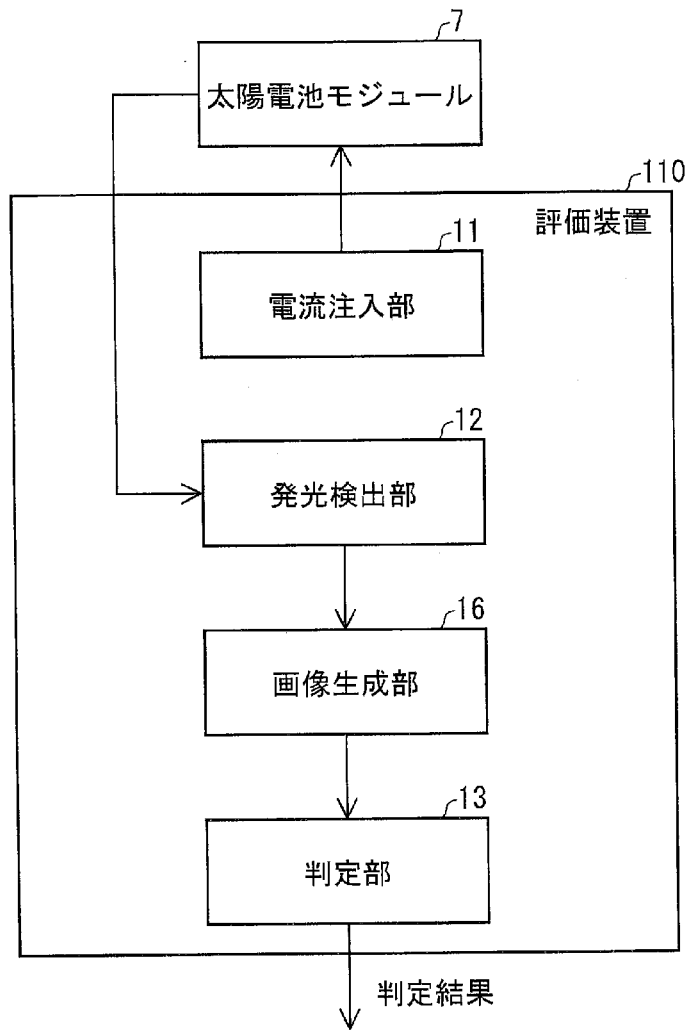 7
太陽電池モジュール
110
評価装置
11
電流注入部
12
発光検出部
16
画像生成部
13
判定部
判定結果